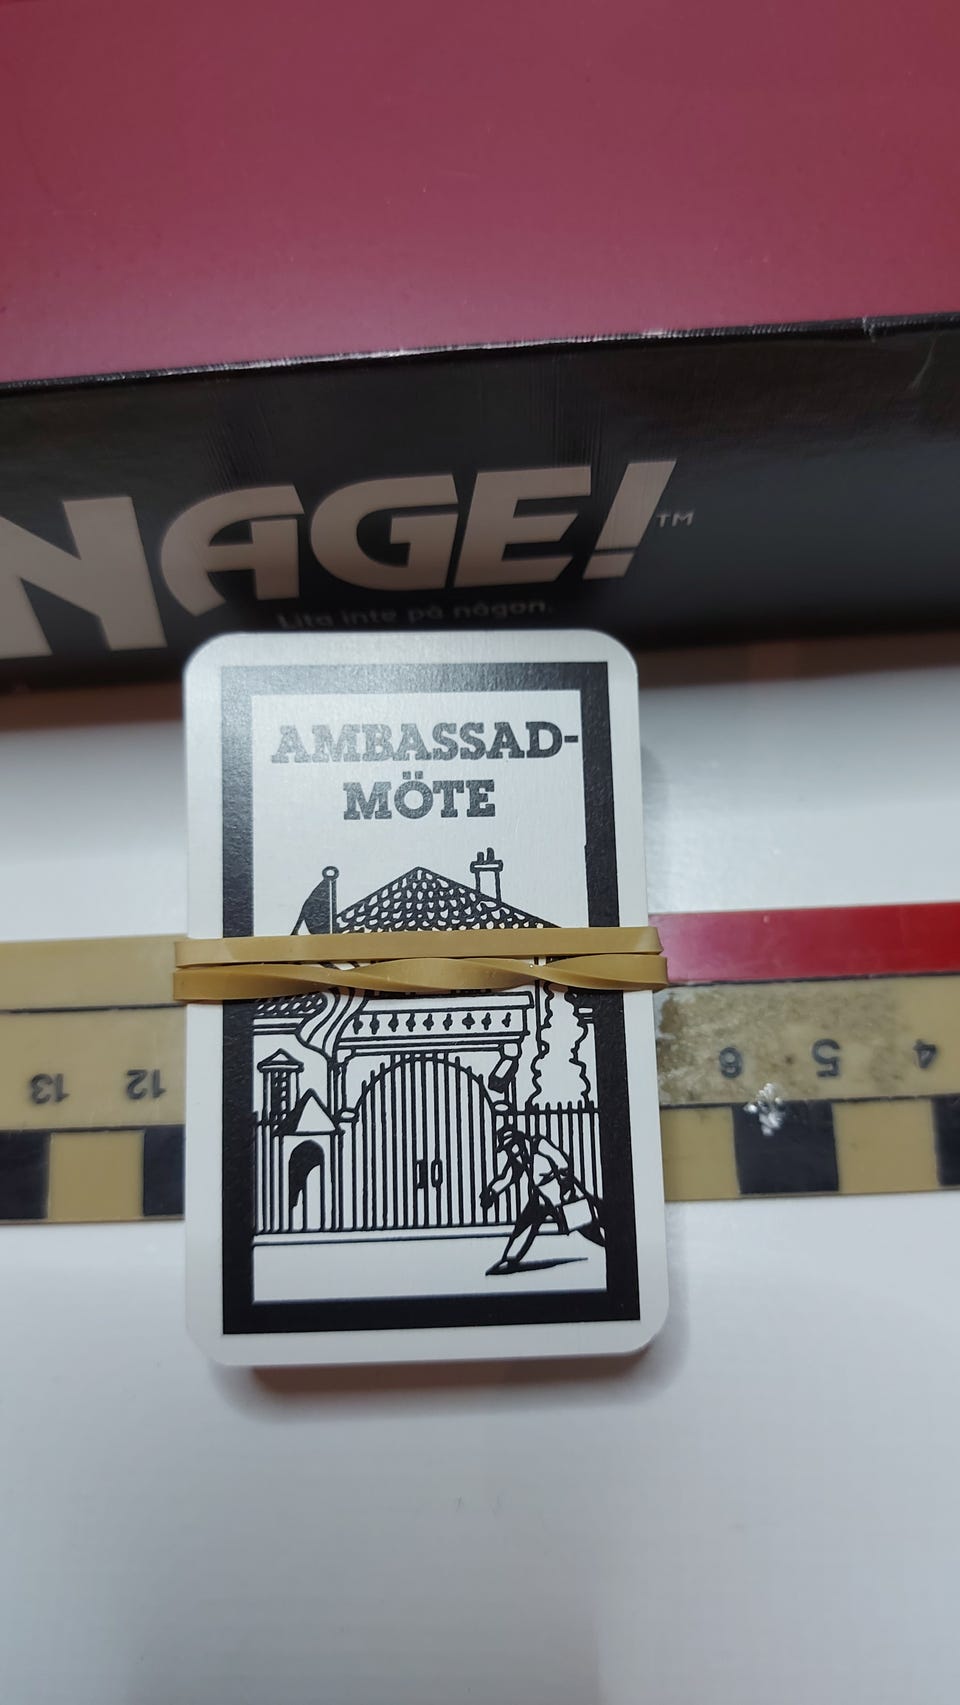 NAGE!™
Lita inte på någon.
AMBASSAD-
MÖTE
13 12 6 5 4